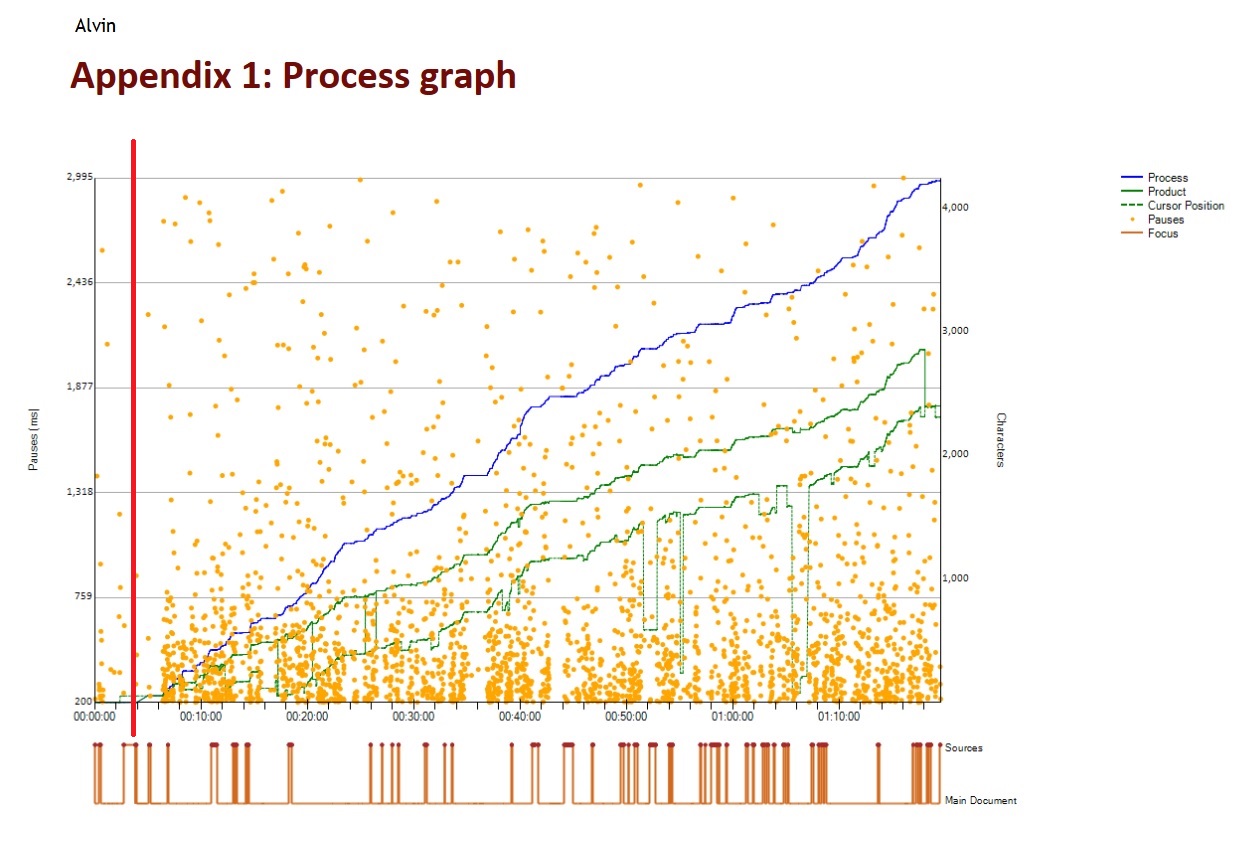 Alvin
Appendix 1: Process graph
2,995
2,436
1,877
1,318
759
200
Pauses [ms]
4,000
3,000
2,000
1,000
Characters
00:00:00
00:10:00
00:20:00
00:30:00
00:40:00
00:50:00
01:00:00
01:10:00
Process
Product
Cursor Position
Pauses
Focus
Sources
Main Document